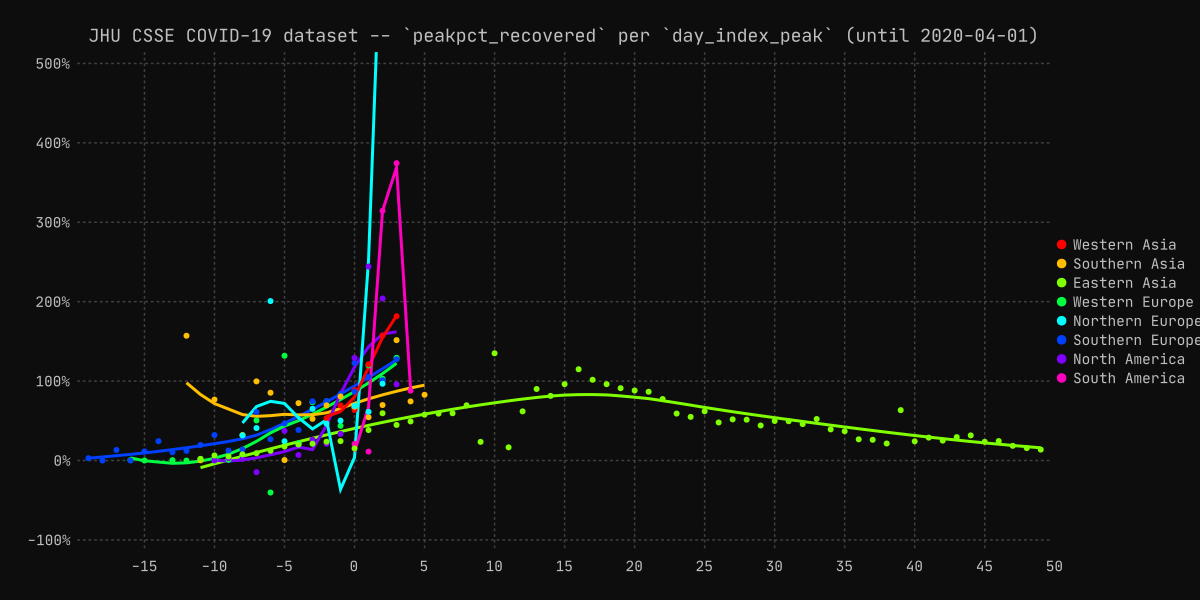 JHU CSSE COVID-19 dataset -- `peakpct_recovered` per `day_index_peak` (until 2020-04-01)
500%
400%
300%
200%
100%
0%
-100%
-15 -10 -5 0 5 10 15 20 25 30 35 40 45 50
Western Asia
Southern Asia
Eastern Asia
Western Europe
Northern Europe
Southern Europe
North America
South America